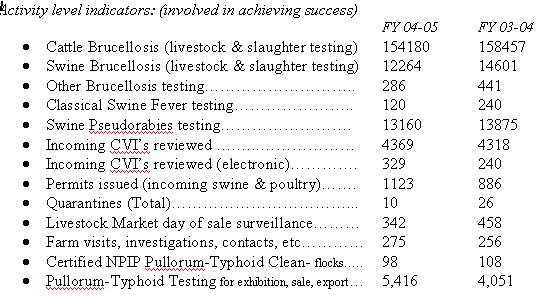 Activity level indicators: (involved in achieving success)
FY 04-05 FY 03-04
• Cattle Brucellosis (livestock & slaughter testing) 154180 158457
• Swine Brucellosis (livestock & slaughter testing) 12264 14601
• Other Brucellosis testing............................ 286 441
• Classical Swine Fever testing...................... 120 240
• Swine Pseudorabies testing........................ 13160 13875
• Incoming CVI's reviewed .......................... 4369 4318
• Incoming CVI's reviewed (electronic)............ 329 240
• Permits issued (incoming swine & poultry)....... 1123 886
• Quarantines (Total)................................. 10 26
• Livestock Market day of sale surveillance......... 342 458
• Farm visits, investigations, contacts, etc............ 275 256
• Certified NPIP Pullorum-Typhoid Clean- flocks..... 98 108
• Pullorum-Typhoid Testing for exhibition, sale, export... 5,416 4,051